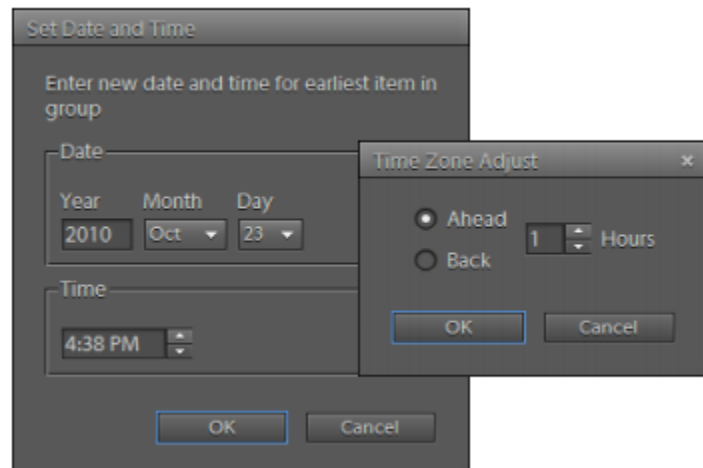 Set Date and Time
Enter new date and time for earliest item in
group
Date
Year Month Day
2010 Oct 23
Time
4:38 PM
OK Cancel
Time Zone Adjust
Ahead
1 Hours
Back
OK Cancel